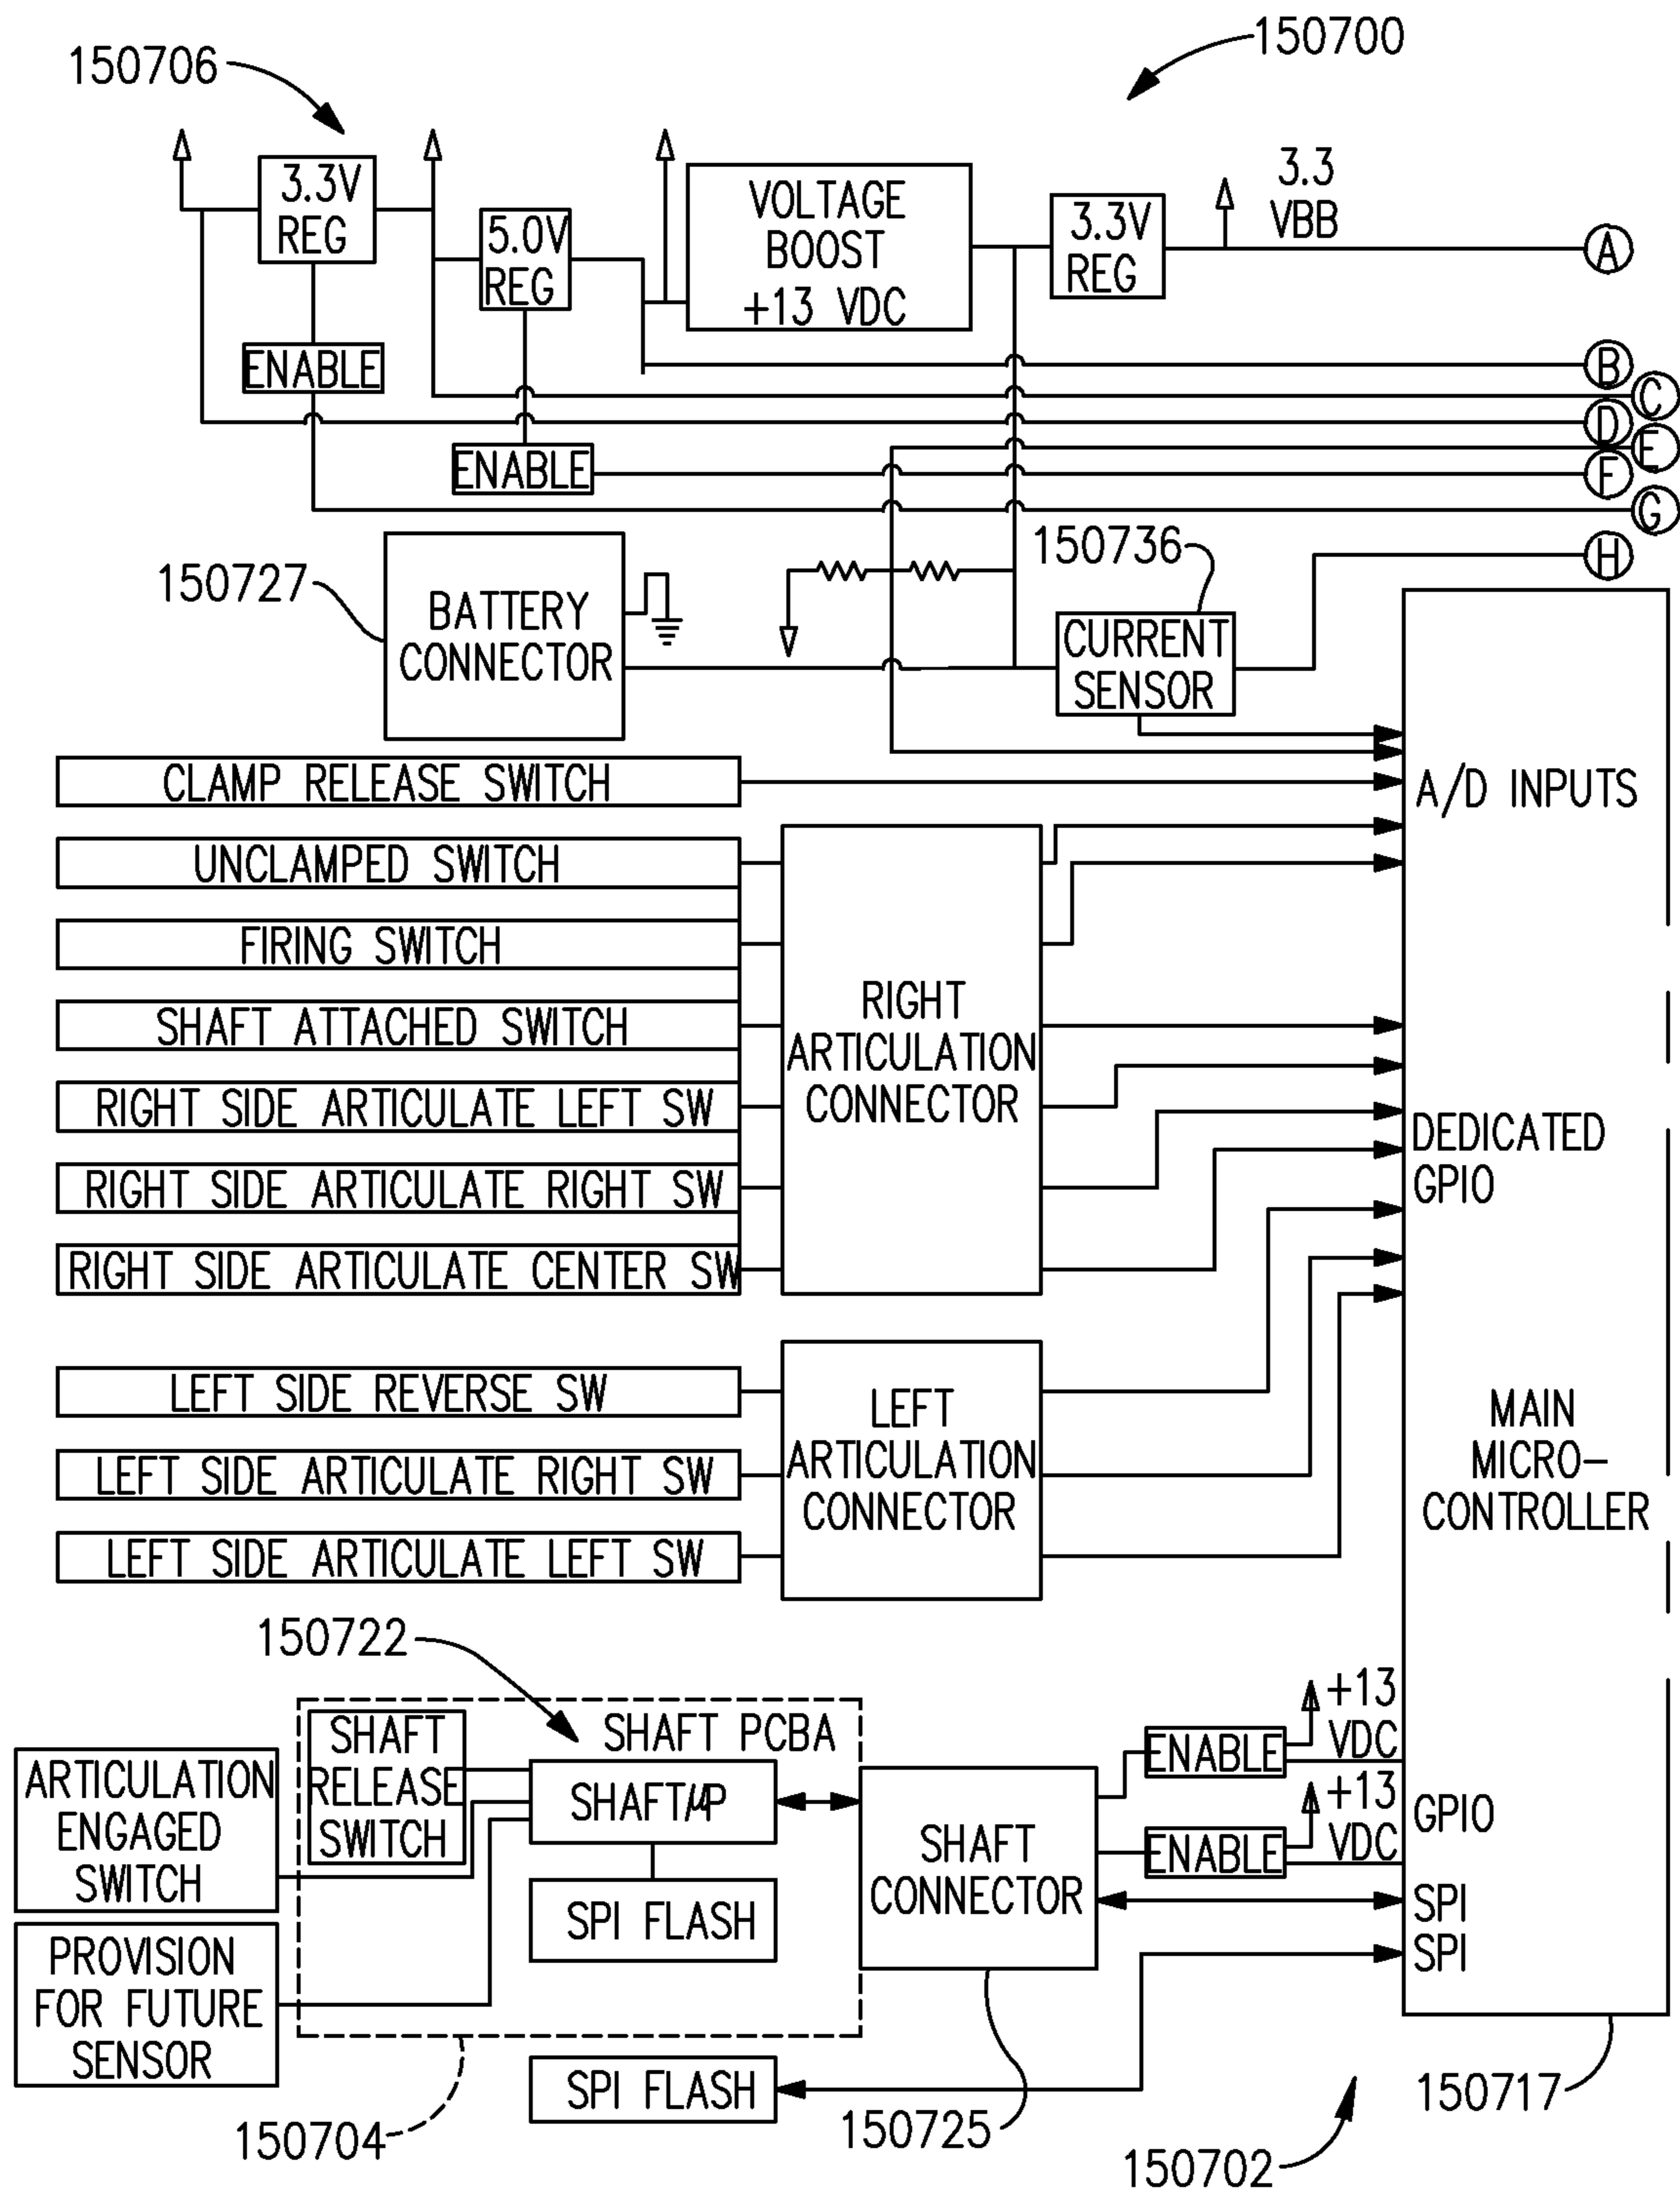 150706
150700
3.3V
REG
5.0V
REG
VOLTAGE
BOOST
+13 VDC
3.3V
REG
3.3
VBB
A
B
C
D
E
F
G
H
ENABLE
ENABLE
150727
BATTERY
CONNECTOR
150736
CURRENT
SENSOR
CLAMP RELEASE SWITCH
UNCLAMPED SWITCH
FIRING SWITCH
SHAFT ATTACHED SWITCH
RIGHT SIDE ARTICULATE LEFT SW
RIGHT SIDE ARTICULATE RIGHT SW
RIGHT SIDE ARTICULATE CENTER SW
RIGHT
ARTICULATION
CONNECTOR
LEFT SIDE REVERSE SW
LEFT SIDE ARTICULATE RIGHT SW
LEFT SIDE ARTICULATE LEFT SW
LEFT
ARTICULATION
CONNECTOR
A/D INPUTS
DEDICATED
GPIO
MAIN
MICRO-
CONTROLLER
GPIO
SPI
SPI
150722
SHAFT PCBA
SHAFT
RELEASE
SWITCH
ARTICULATION
ENGAGED
SWITCH
PROVISION
FOR FUTURE
SENSOR
SHAFT μP
SPI FLASH
SHAFT
CONNECTOR
ENABLE
+13
VDC
ENABLE
+13
VDC
SPI FLASH
150704
150725
150702
150717